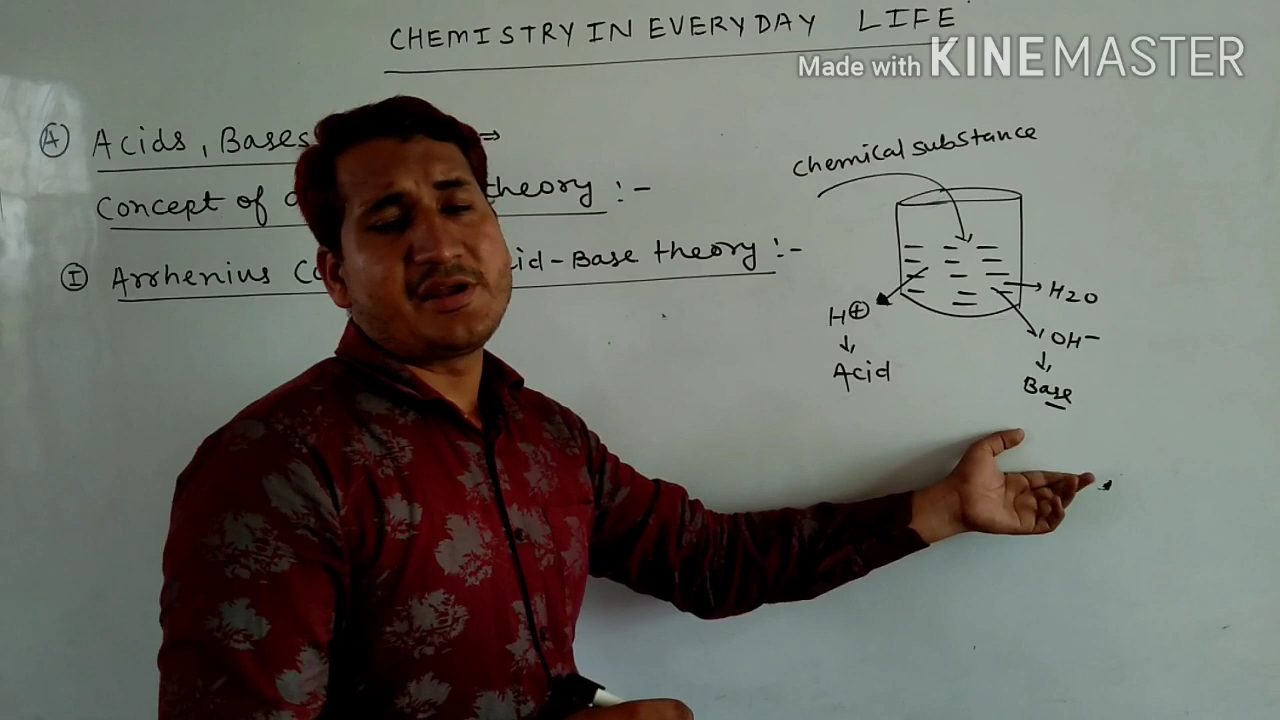 CHEMISTRY IN EVERYDAY LIFE
Made with KINEMASTER
A Acids, Bases ⇒
Concept of theory :-
I Arrhenius id-Base theory :-
chemical substance
H2O
H⊕
OH-
↓
↓
Acid
Base